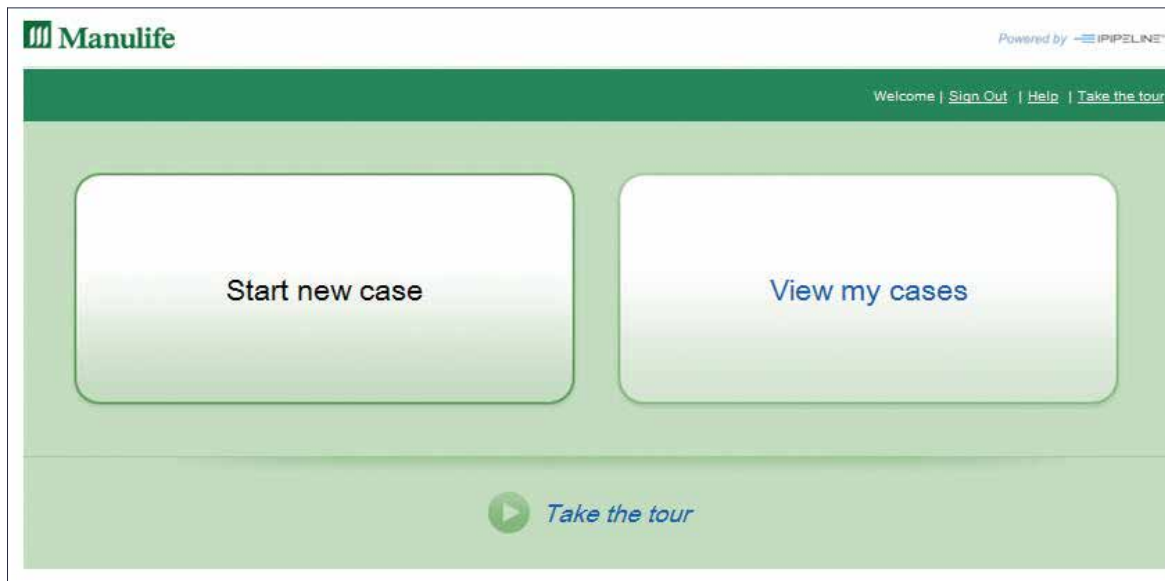 Manulife
Powered by IPIPELINE
Welcome | Sign Out | Help | Take the tour
Start new case
View my cases
Take the tour